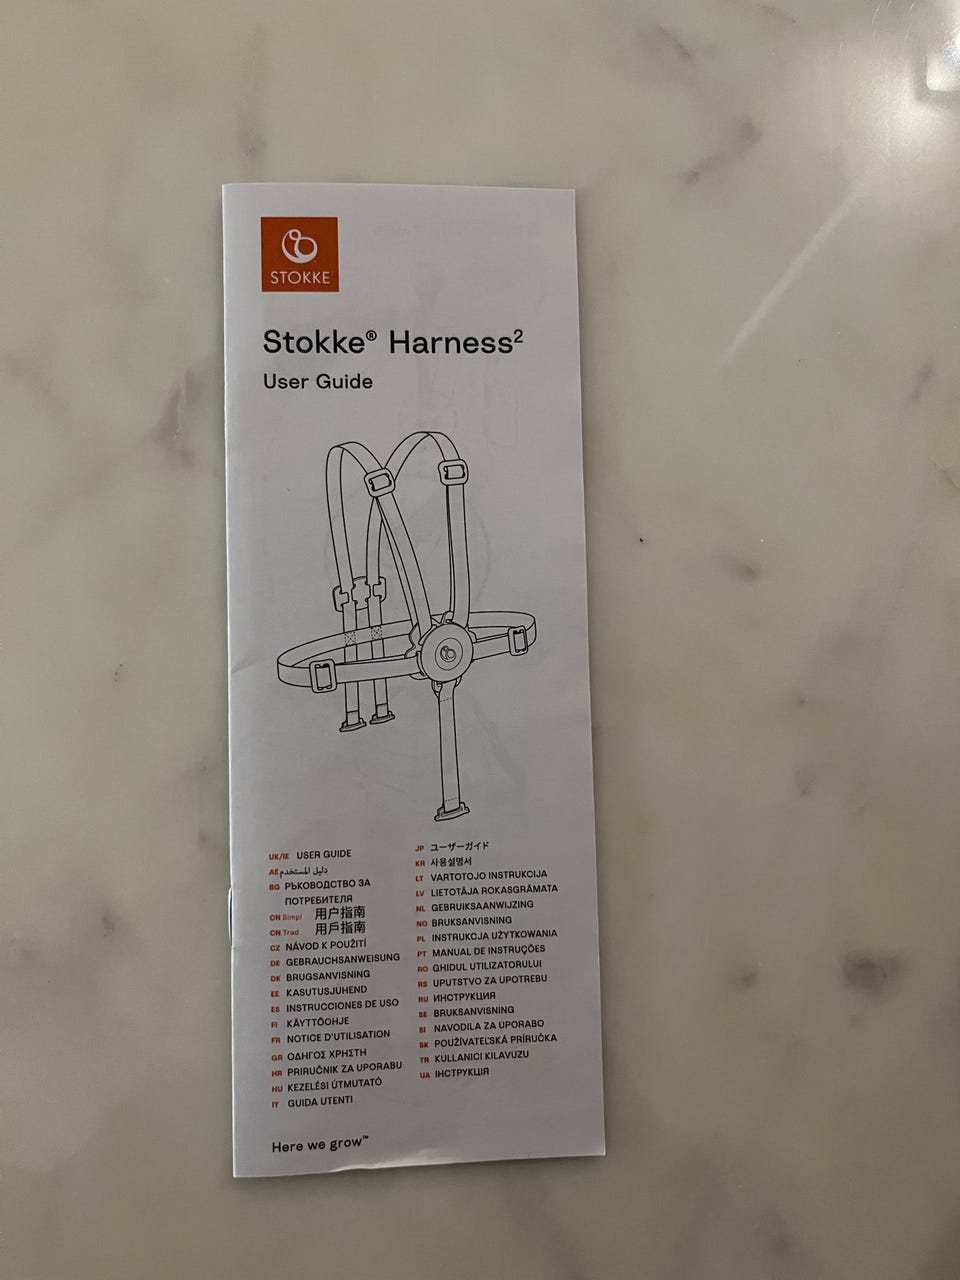 STOKKE
Stokke® Harness²
User Guide
UK/IE USER GUIDE
AE دليل المستخدم
BG РЪКОВОДСТВО ЗА
ПОТРЕБИТЕЛЯ
CN Simpl 用户指南
CN Trad 用戶指南
CZ NÁVOD K POUŽITÍ
DE GEBRAUCHSANWEISUNG
DK BRUGSANVISNING
EE KASUTUSJUHEND
ES INSTRUCCIONES DE USO
FI KÄYTTÖOHJE
FR NOTICE D'UTILISATION
GR ΟΔΗΓΟΣ ΧΡΗΣΤΗ
HR PRIRUČNIK ZA UPORABU
HU KEZELÉSI ÚTMUTATÓ
IT GUIDA UTENTI
JP ユーザーガイド
KR 사용설명서
LT VARTOTOJO INSTRUKCIJA
LV LIETOTĀJA ROKASGRĀMATA
NL GEBRUIKSAANWIJZING
NO BRUKSANVISNING
PL INSTRUKCJA UŻYTKOWANIA
PT MANUAL DE INSTRUÇÕES
RO GHIDUL UTILIZATORULUI
RS UPUTSTVO ZA UPOTREBU
RU ИНСТРУКЦИЯ
SE BRUKSANVISNING
SI NAVODILA ZA UPORABO
SK POUŽÍVATEĽSKÁ PRÍRUČKA
TR KULLANICI KILAVUZU
UA ІНСТРУКЦІЯ
Here we grow™